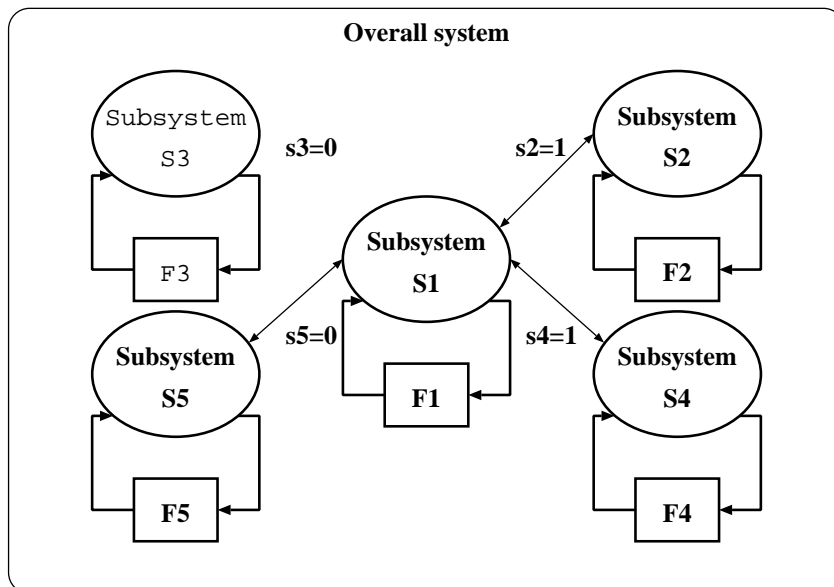 Overall system
Subsystem
S3
s3=0
F3
s2=1
Subsystem
S2
F2
Subsystem
S1
F1
s5=0
s4=1
Subsystem
S5
F5
Subsystem
S4
F4